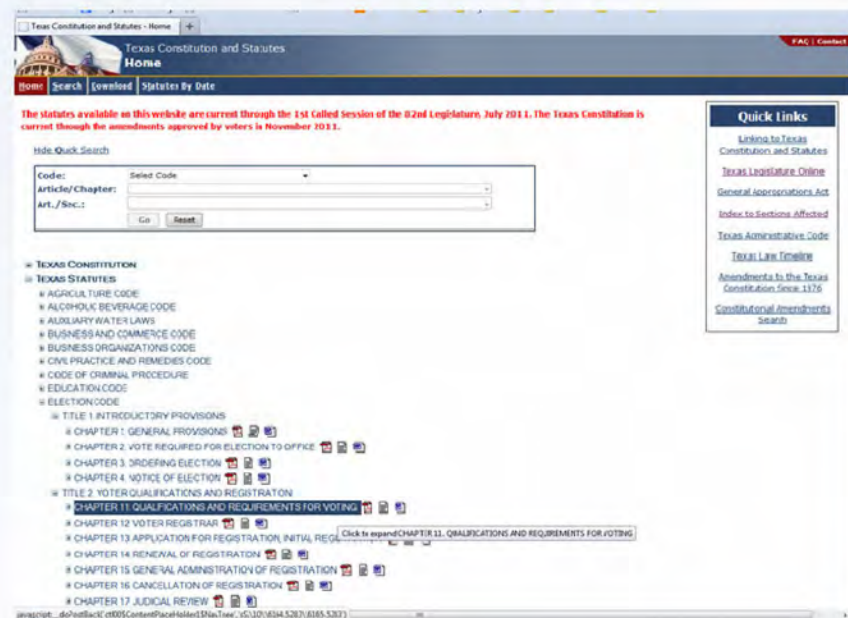 Texas Constitution and Statutes - Home
FAQ | Contact
Texas Constitution and Statutes
Home
Home Search Download Statutes By Date
The statutes available on this website are current through the 1st Called Session of the 82nd Legislature, July 2011. The Texas Constitution is
current through the amendments approved by voters in November 2011.
Hide Quick Search
Code: Select Code
Article/Chapter:
Art./Sec.:
Go Reset
Quick Links
Linking to Texas
Constitution and Statutes
Texas Legislature Online
General Appropriations Act
Index to Sections Affected
Texas Administrative Code
Texas Law Timeline
Amendments to the Texas
Constitution Since 1876
Constitutional Amendments
Search
TEXAS CONSTITUTION
TEXAS STATUTES
AGRICULTURE CODE
ALCOHOLIC BEVERAGE CODE
AUXILIARY WATER LAWS
BUSINESS AND COMMERCE CODE
BUSINESS ORGANIZATIONS CODE
CIVIL PRACTICE AND REMEDIES CODE
CODE OF CRIMINAL PROCEDURE
EDUCATION CODE
ELECTION CODE
TITLE 1 INTRODUCTORY PROVISIONS
CHAPTER 1 GENERAL PROVISIONS
CHAPTER 2. VOTE REQUIRED FOR ELECTION TO OFFICE
CHAPTER 3. ORDERING ELECTION
CHAPTER 4. NOTICE OF ELECTION
TITLE 2. VOTER QUALIFICATIONS AND REGISTRATION
CHAPTER 11 QUALIFICATIONS AND REQUIREMENTS FOR VOTING
CHAPTER 12 VOTER REGISTRAR
Click to expand CHAPTER 11. QUALIFICATIONS AND REQUIREMENTS FOR VOTING
CHAPTER 13 APPLICATION FOR REGISTRATION, INITIAL
CHAPTER 14 RENEWAL OF REGISTRATION
CHAPTER 15 GENERAL ADMINISTRATION OF REGISTRATION
CHAPTER 16 CANCELLATION OF REGISTRATION
CHAPTER 17 JUDICIAL REVIEW